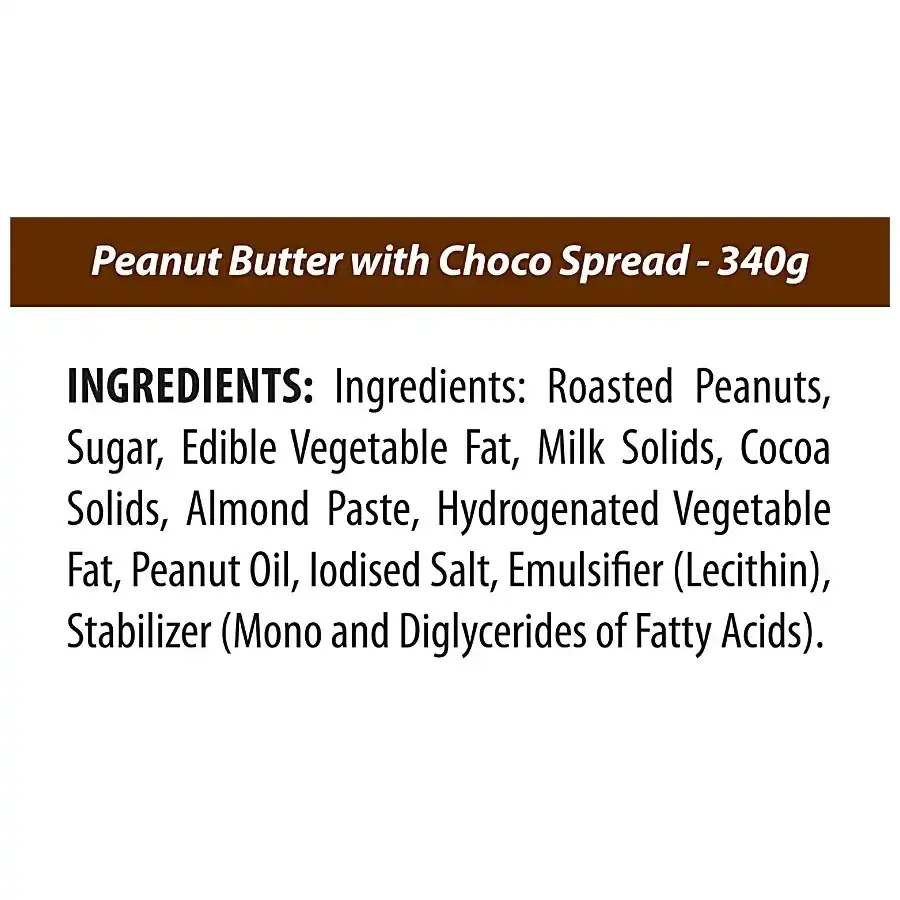 Peanut Butter with Choco Spread - 340g
INGREDIENTS: Ingredients: Roasted Peanuts,
Sugar, Edible Vegetable Fat, Milk Solids, Cocoa
Solids, Almond Paste, Hydrogenated Vegetable
Fat, Peanut Oil, Iodised Salt, Emulsifier (Lecithin),
Stabilizer (Mono and Diglycerides of Fatty Acids).